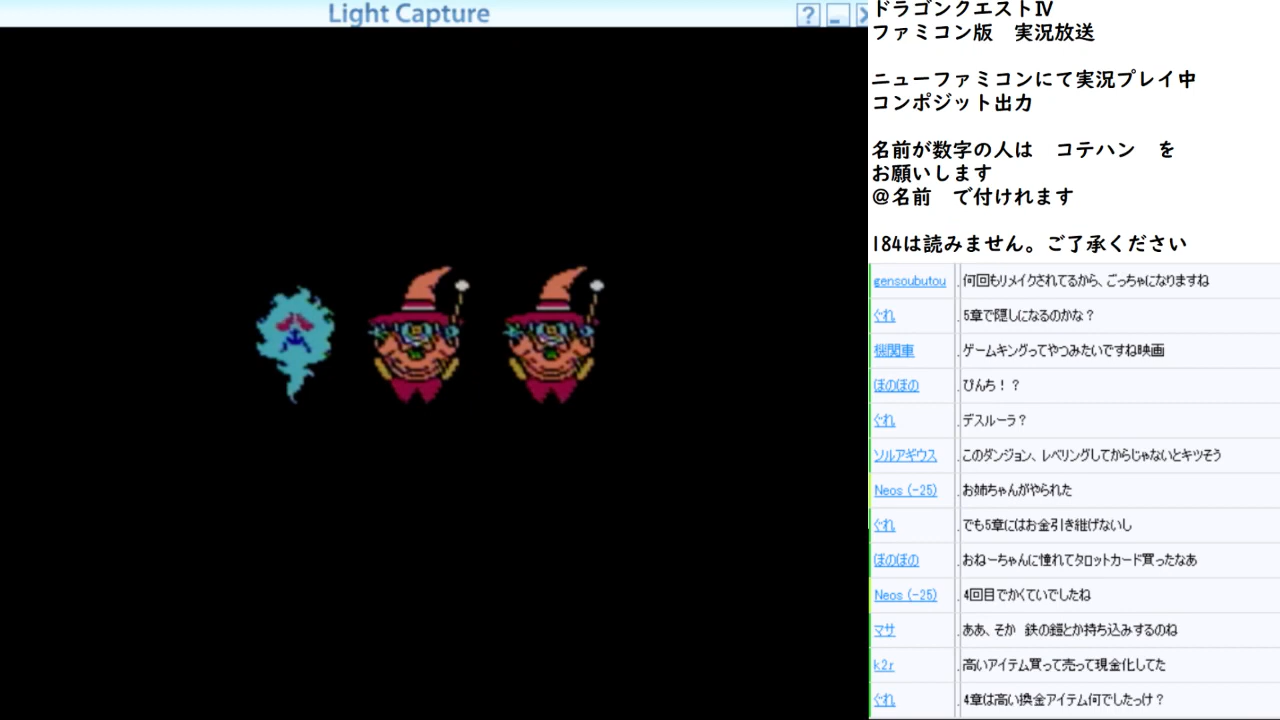 Light Capture
ドラゴンクエストⅣ
ファミコン版　実況放送
ニューファミコンにて実況プレイ中
コンポジット出力
名前が数字の人は　コテハン　を
お願いします
＠名前　で付けれます
184は読みません。ご了承ください
gensoubutou 何回もリメイクされてるから、ごっちゃになりますね
ぐれ 5章で隠しになるのかな？
機関車 ゲームキングってやつみたいですね映画
ぼのぼの ぴんち！？
ぐれ デスルーラ？
ソルアギウス このダンジョン、レベリングしてからじゃないとキツそう
Neos (-25) お姉ちゃんがやられた
ぐれ でも5章にはお金引き継げないし
ぼのぼの おねーちゃんに憧れてタロットカード買ったなあ
Neos (-25) 4回目でかくていでしたね
マサ ああ、そか　鉄の鎧とか持ち込みするのね
k2r 高いアイテム買って売って現金化してた
ぐれ 4章は高い換金アイテム何でしたっけ？